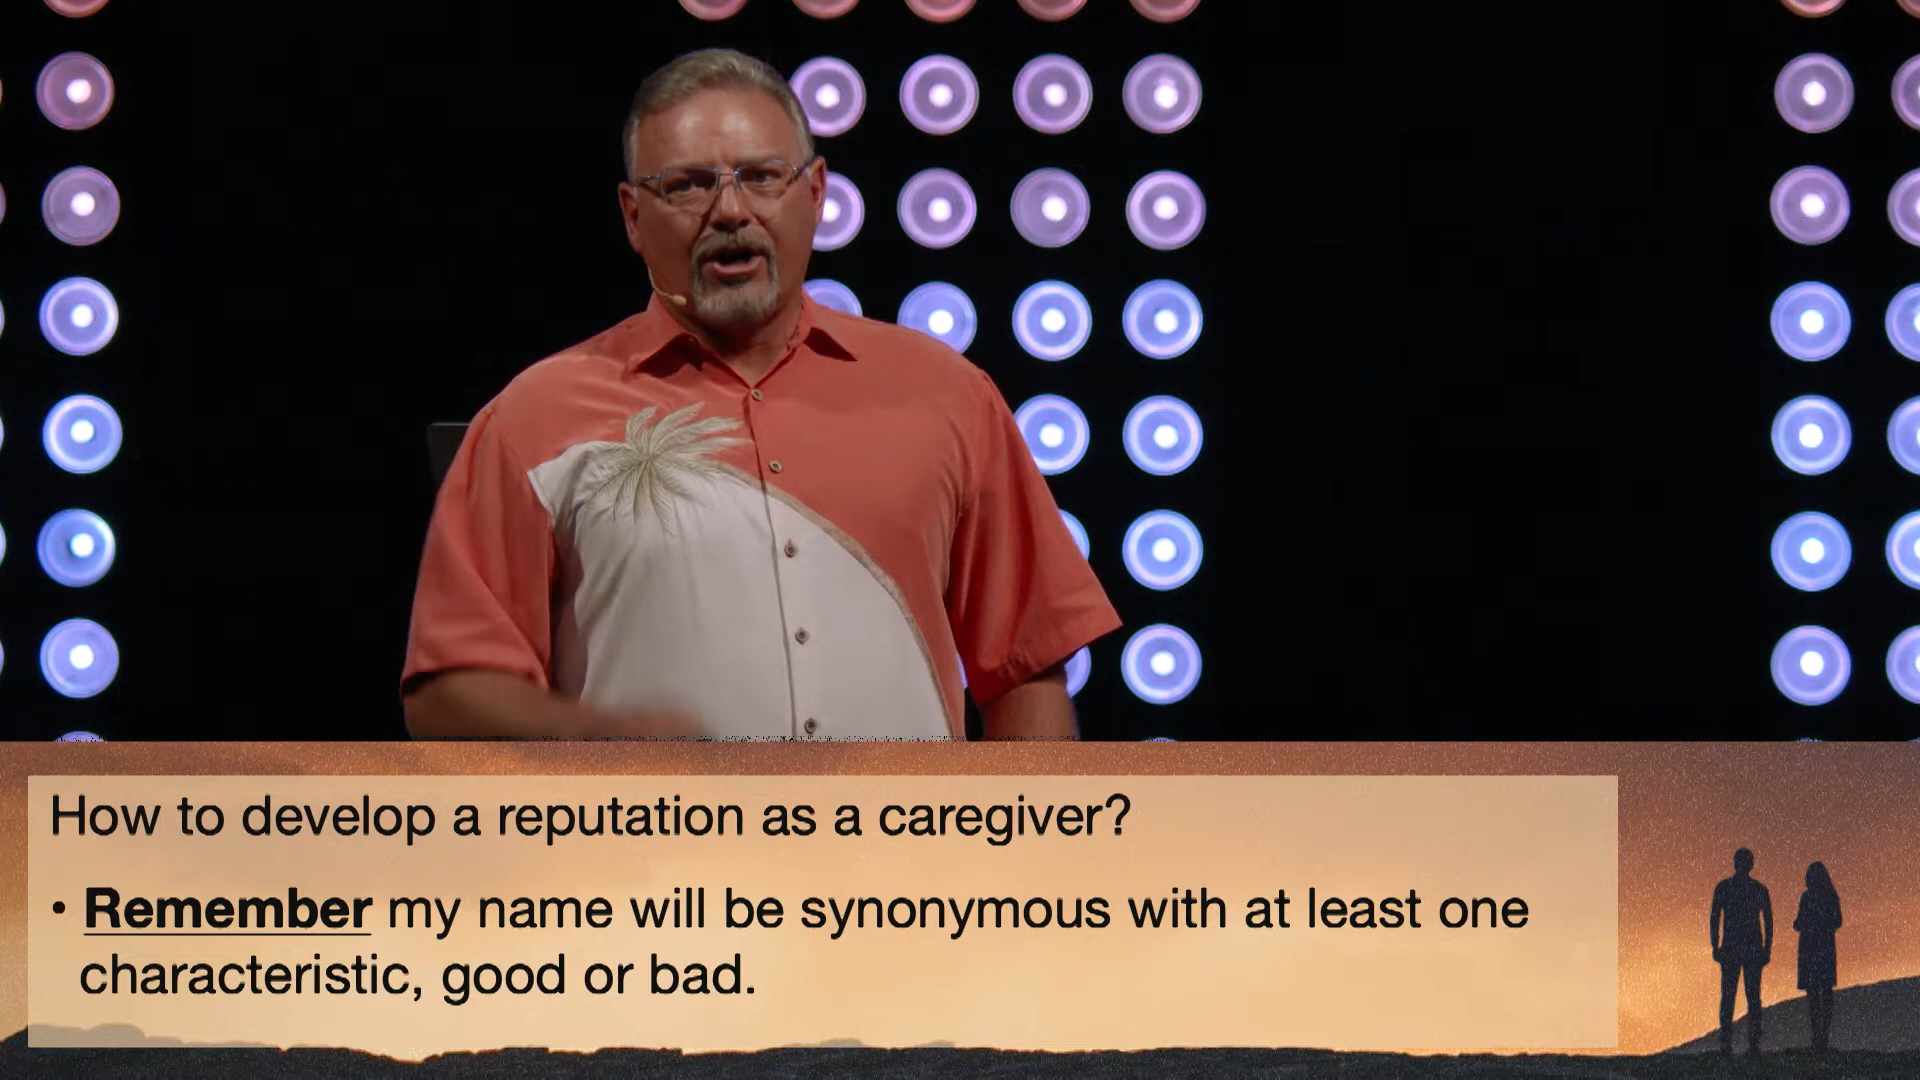 How to develop a reputation as a caregiver?
• Remember my name will be synonymous with at least one
characteristic, good or bad.